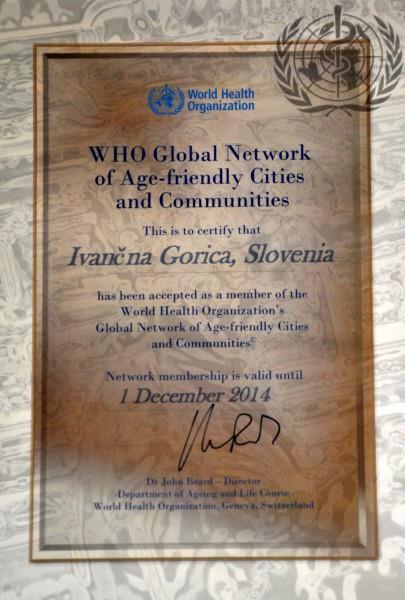 World Health
Organization
WHO Global Network
of Age-friendly Cities
and Communities
This is to certify that
Ivančna Gorica, Slovenia
has been accepted as a member of the
World Health Organization's
Global Network of Age-friendly Cities
and Communities©
Network membership is valid until
1 December 2014
Dr John Beard – Director
Department of Ageing and Life Course
World Health Organization, Geneva, Switzerland